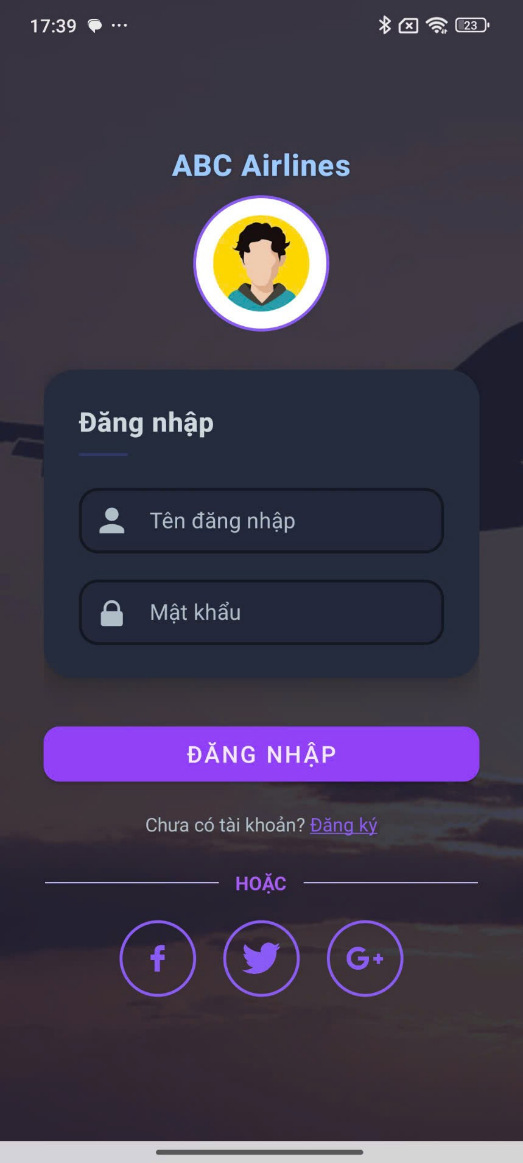 17:39
23
ABC Airlines
Đăng nhập
Tên đăng nhập
Mật khẩu
ĐĂNG NHẬP
Chưa có tài khoản? Đăng ký
HOẶC
f
G+